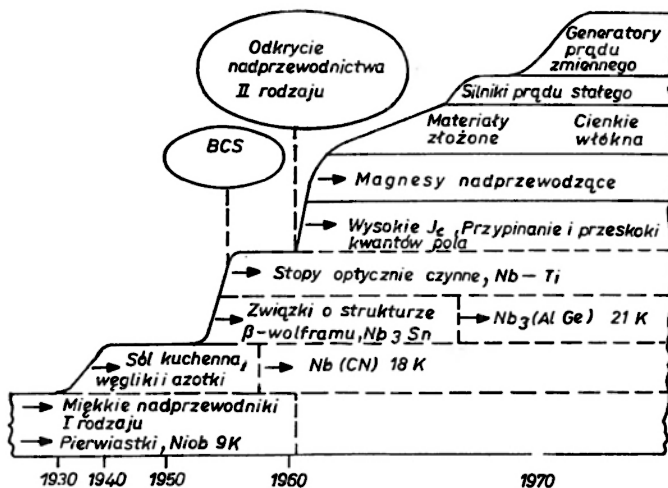 Generatory
prądu
zmiennego
Odkrycie
nadprzewodnictwa
II rodzaju
Silniki prądu stałego
Materiały
złożone
Cienkie
włókna
BCS
Magnesy nadprzewodzące
Wysokie Jc, Przypinanie i przeskoki
kwantów pola
Stopy optycznie czynne, Nb – Ti
Związki o strukturze
β-wolframu, Nb3 Sn
Nb3(Al Ge) 21 K
Sól kuchenna,
węgliki i azotki
Nb (CN) 18 K
Miękkie nadprzewodniki
I rodzaju
Pierwiastki, Niob 9K
1930 1940 1950 1960 1970